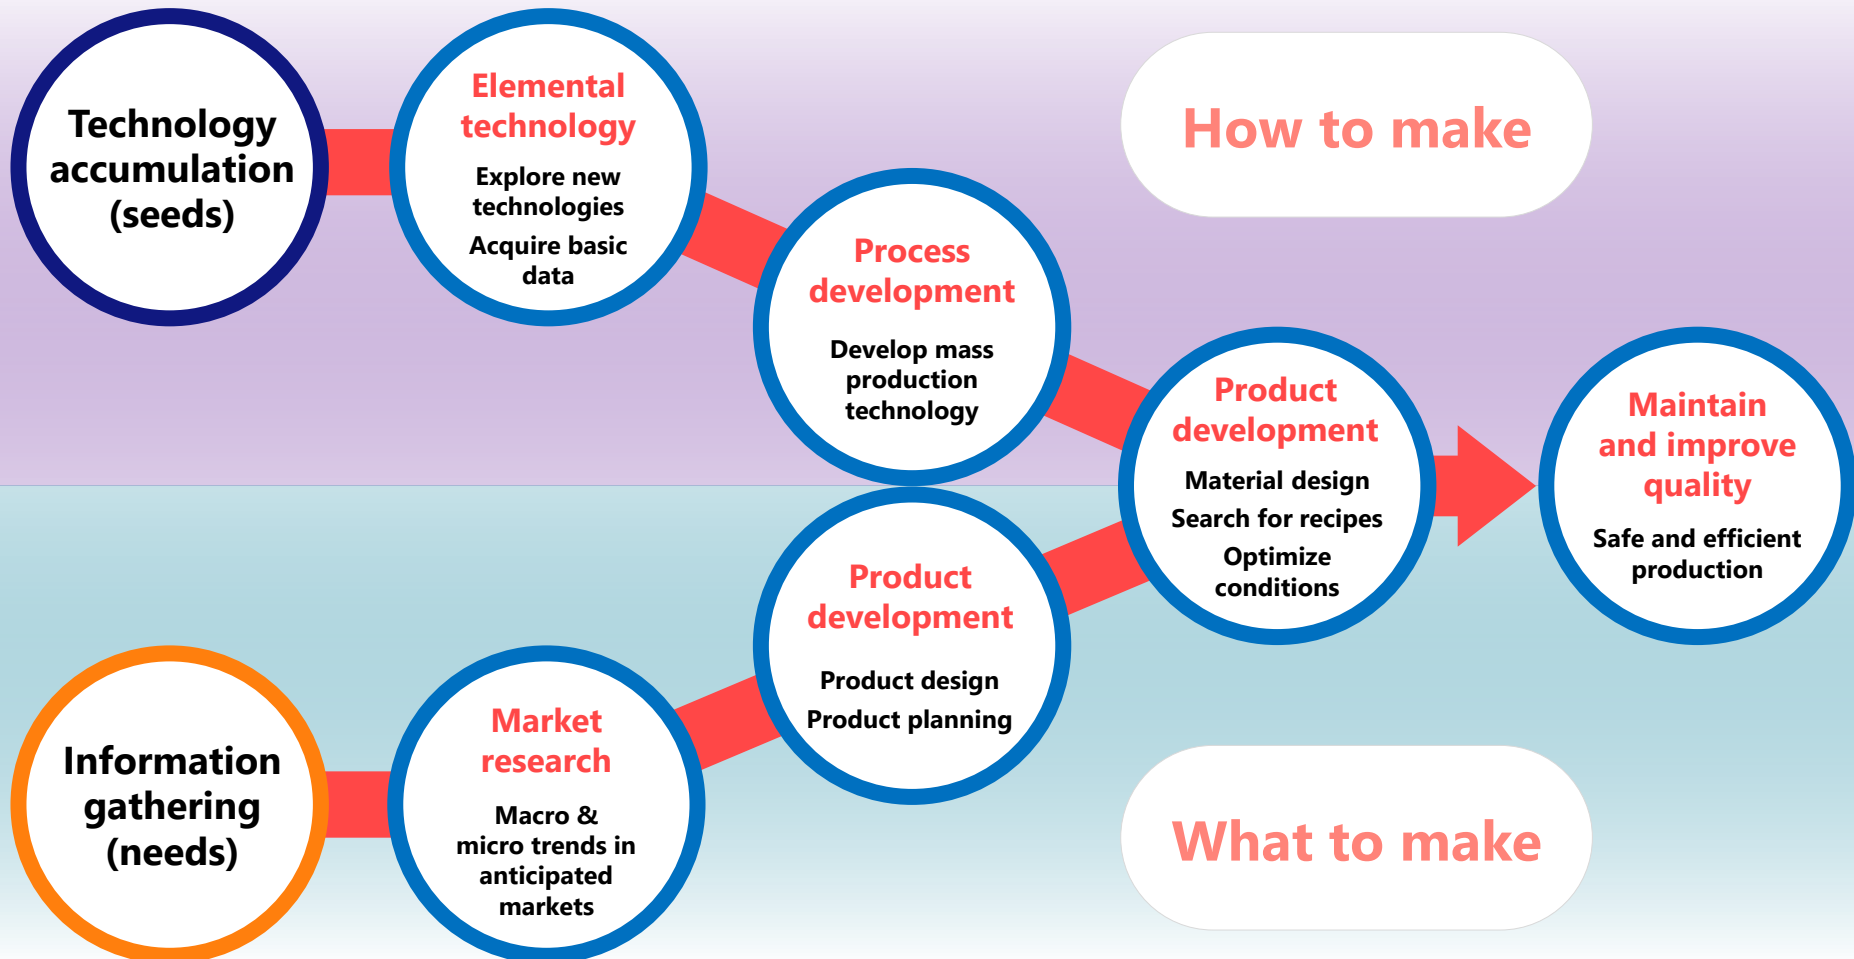 Technology
accumulation
(seeds)
Elemental
technology
Explore new
technologies
Acquire basic
data
How to make
Process
development
Develop mass
production
technology
Product
development
Material design
Search for recipes
Optimize
conditions
Maintain
and improve
quality
Safe and efficient
production
Information
gathering
(needs)
Market
research
Macro &
micro trends in
anticipated
markets
Product
development
Product design
Product planning
What to make